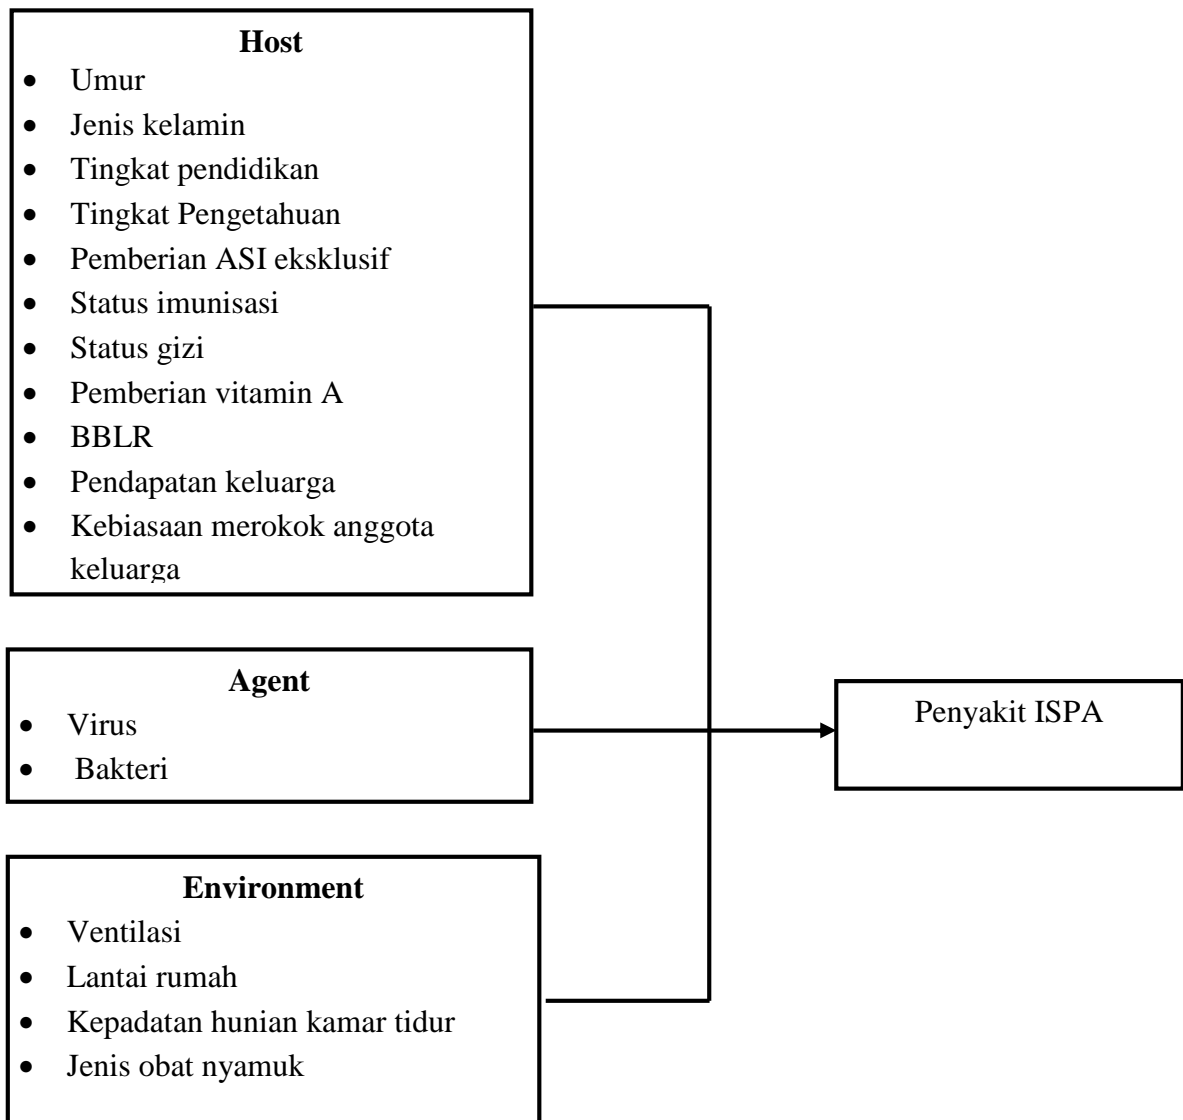 Host
• Umur
• Jenis kelamin
• Tingkat pendidikan
• Tingkat Pengetahuan
• Pemberian ASI eksklusif
• Status imunisasi
• Status gizi
• Pemberian vitamin A
• BBLR
• Pendapatan keluarga
• Kebiasaan merokok anggota
keluarga
Agent
• Virus
• Bakteri
Penyakit ISPA
Environment
• Ventilasi
• Lantai rumah
• Kepadatan hunian kamar tidur
• Jenis obat nyamuk